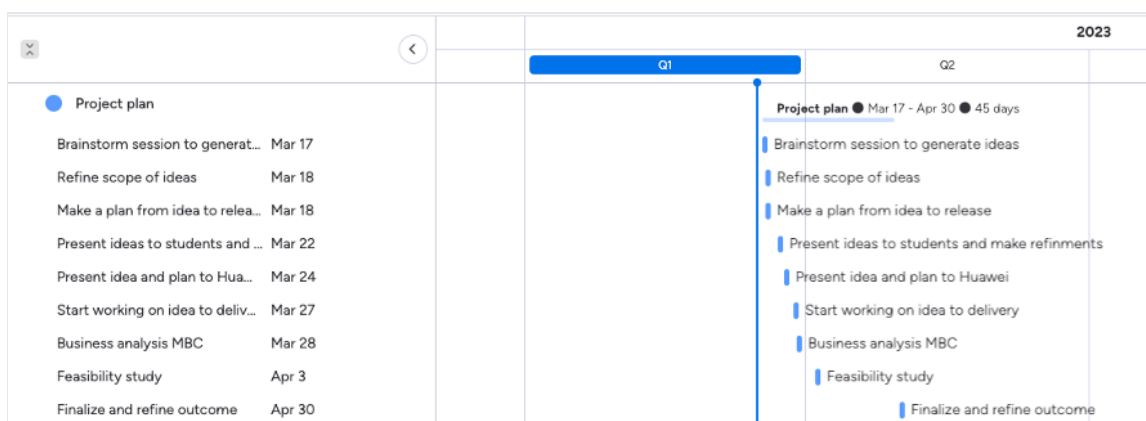 2023
Q1 Q2
Project plan
Project plan ● Mar 17 - Apr 30 ● 45 days
Brainstorm session to generat... Mar 17 Brainstorm session to generate ideas
Refine scope of ideas Mar 18 Refine scope of ideas
Make a plan from idea to relea... Mar 18 Make a plan from idea to release
Present ideas to students and ... Mar 22 Present ideas to students and make refinments
Present idea and plan to Hua... Mar 24 Present idea and plan to Huawei
Start working on idea to deliv... Mar 27 Start working on idea to delivery
Business analysis MBC Mar 28 Business analysis MBC
Feasibility study Apr 3 Feasibility study
Finalize and refine outcome Apr 30 Finalize and refine outcome